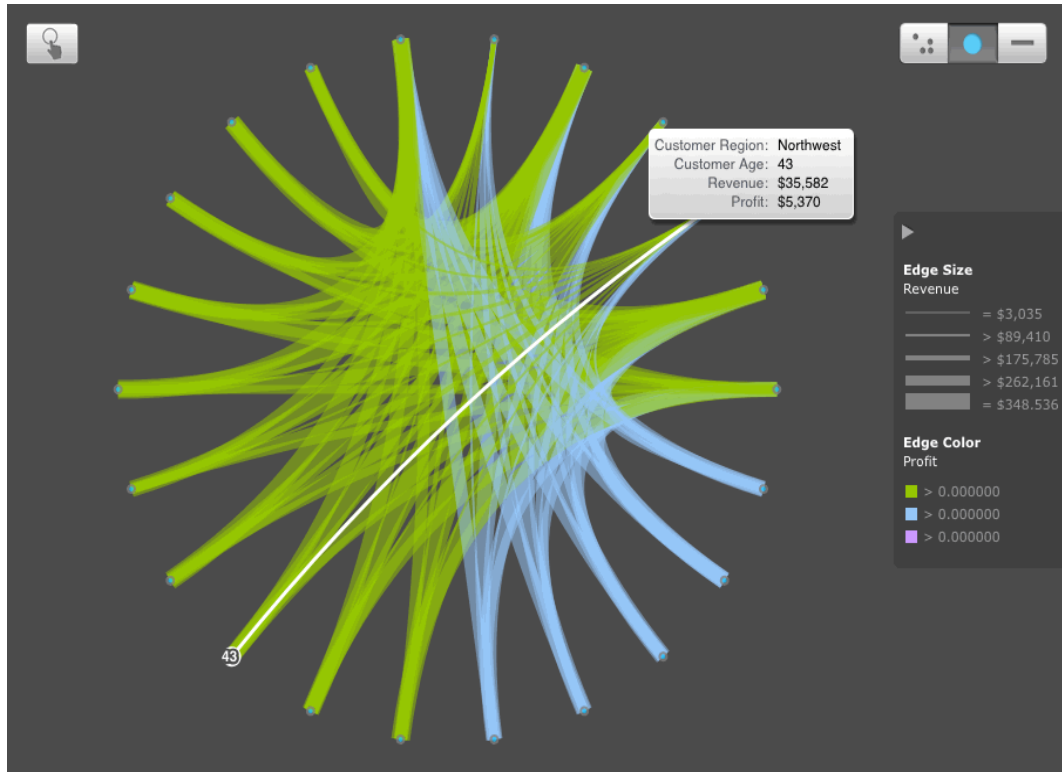 Customer Region: Northwest
Customer Age: 43
Revenue: $35,582
Profit: $5,370
Edge Size
Revenue
= $3,035
> $89,410
> $175,785
> $262,161
= $348.536
Edge Color
Profit
> 0.000000
> 0.000000
> 0.000000
43